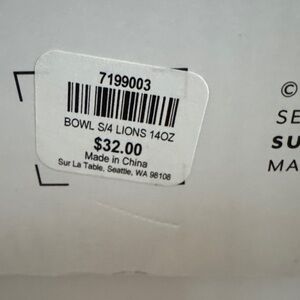 7199003
BOWL S/4 LIONS 14OZ
$32.00
Made in China
Sur La Table, Seattle, WA 98108
©
SE
SU
MA